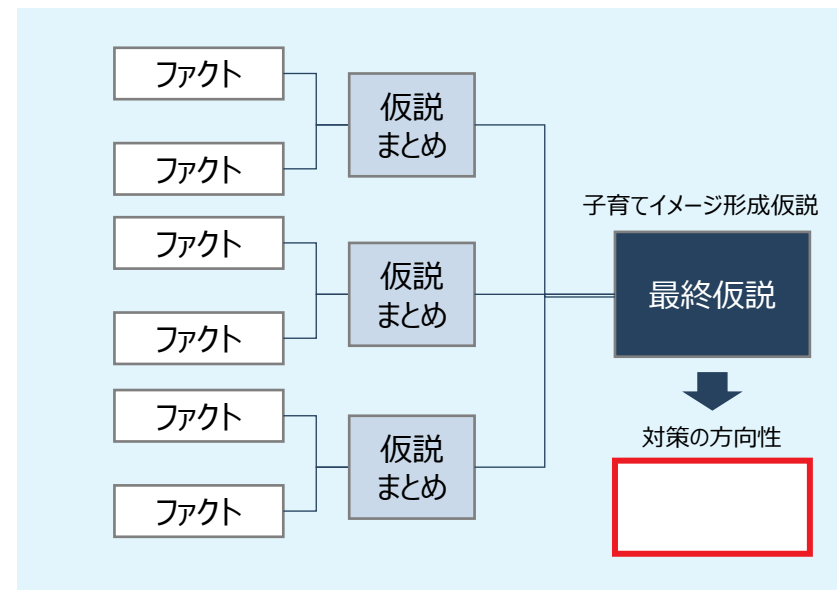 ファクト
ファクト
仮説
まとめ
ファクト
ファクト
仮説
まとめ
ファクト
ファクト
仮説
まとめ
子育てイメージ形成仮説
最終仮説
対策の方向性